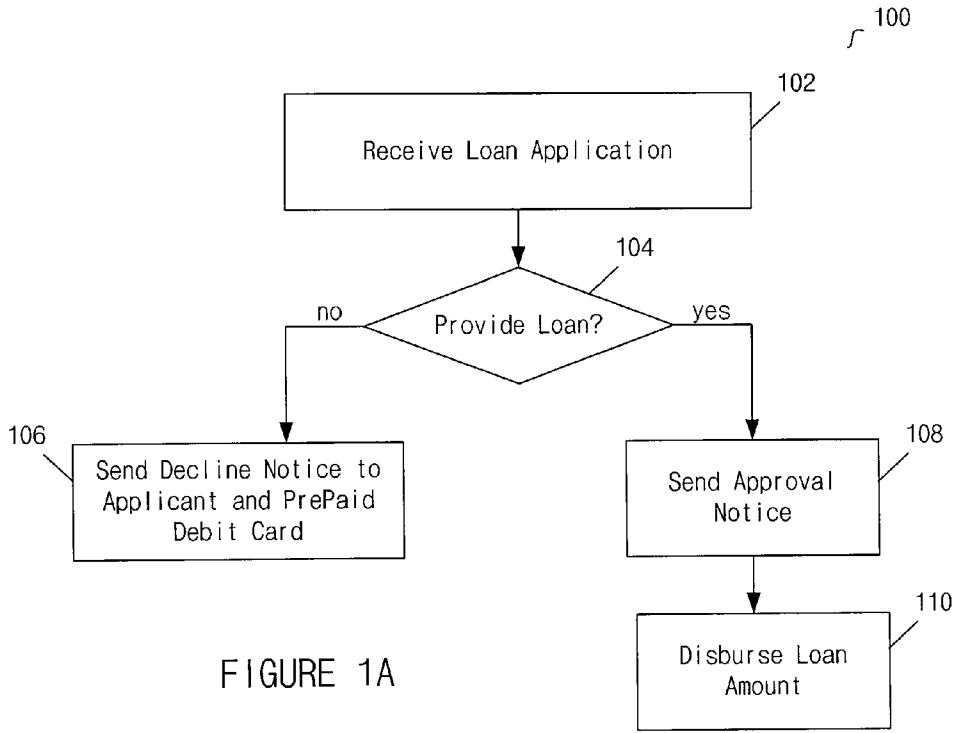 100
102
Receive Loan Application
104
no
Provide Loan?
yes
106
Send Decline Notice to
Applicant and PrePaid
Debit Card
108
Send Approval
Notice
110
Disburse Loan
Amount
FIGURE 1A